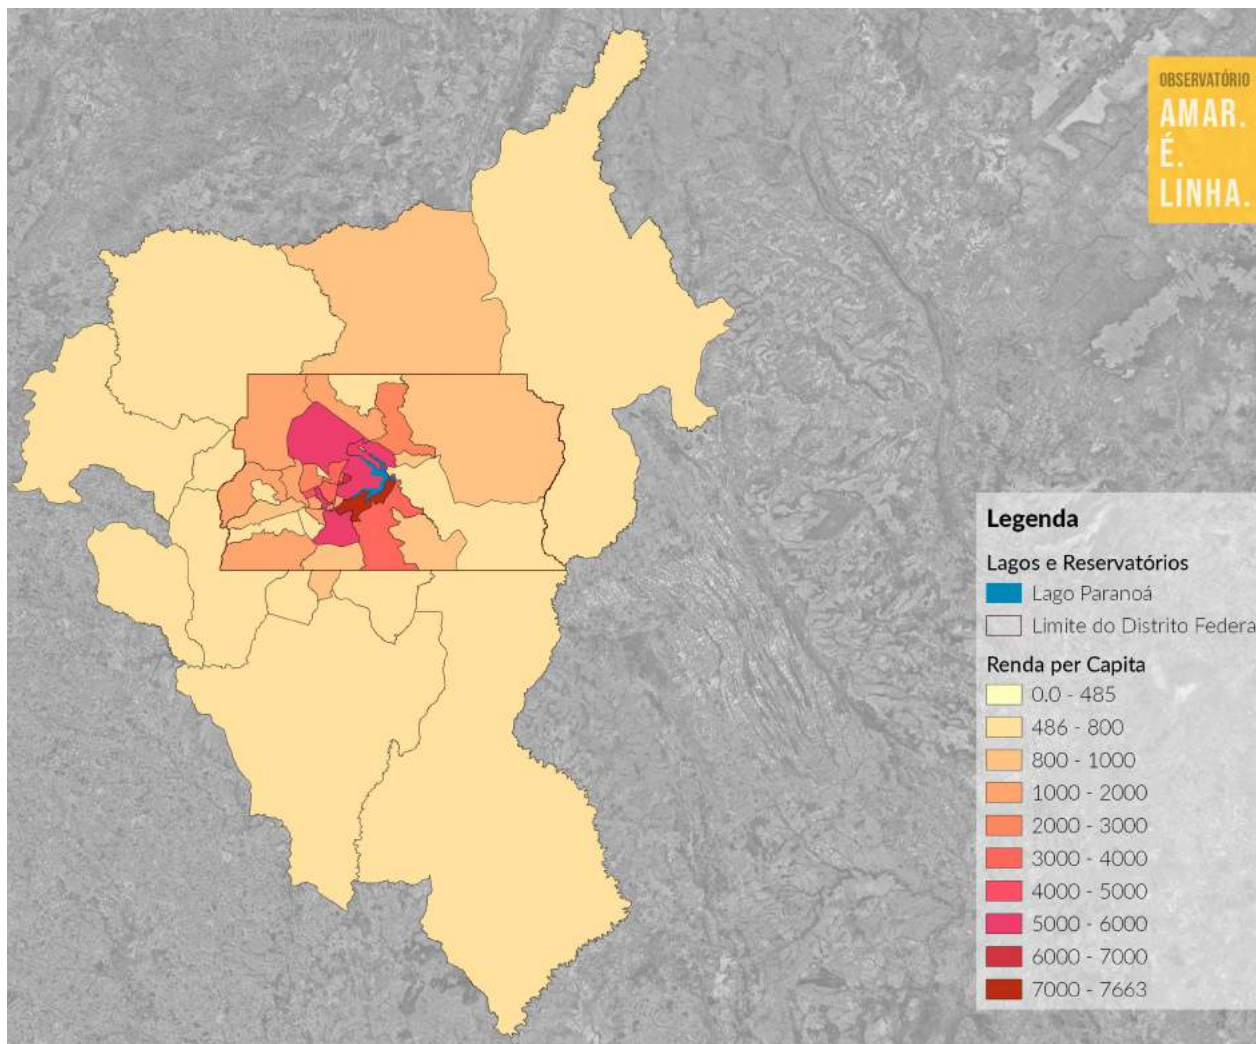 OBSERVATÓRIO
AMAR.
É.
LINHA.
Legenda
Lagos e Reservatórios
Lago Paranoá
Limite do Distrito Federa
Renda per Capita
0.0 - 485
486 - 800
800 - 1000
1000 - 2000
2000 - 3000
3000 - 4000
4000 - 5000
5000 - 6000
6000 - 7000
7000 - 7663